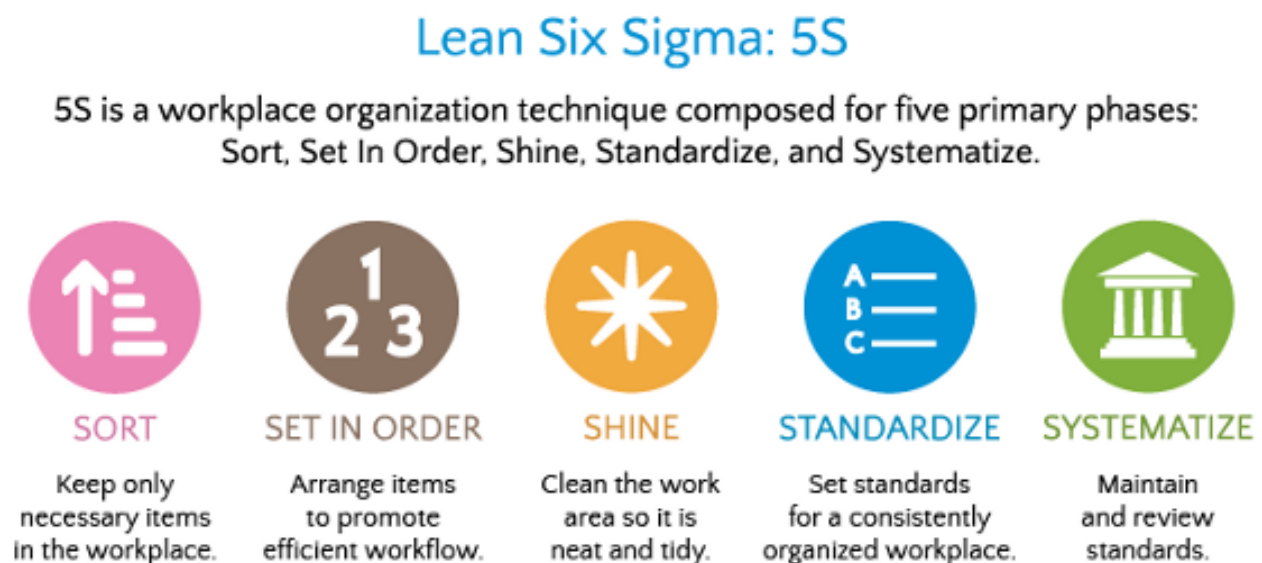 Lean Six Sigma: 5S
5S is a workplace organization technique composed for five primary phases:
Sort, Set In Order, Shine, Standardize, and Systematize.
1
2 3
A
B
C
SORT
Keep only
necessary items
in the workplace.
SET IN ORDER
Arrange items
to promote
efficient workflow.
SHINE
Clean the work
area so it is
neat and tidy.
STANDARDIZE
Set standards
for a consistently
organized workplace.
SYSTEMATIZE
Maintain
and review
standards.